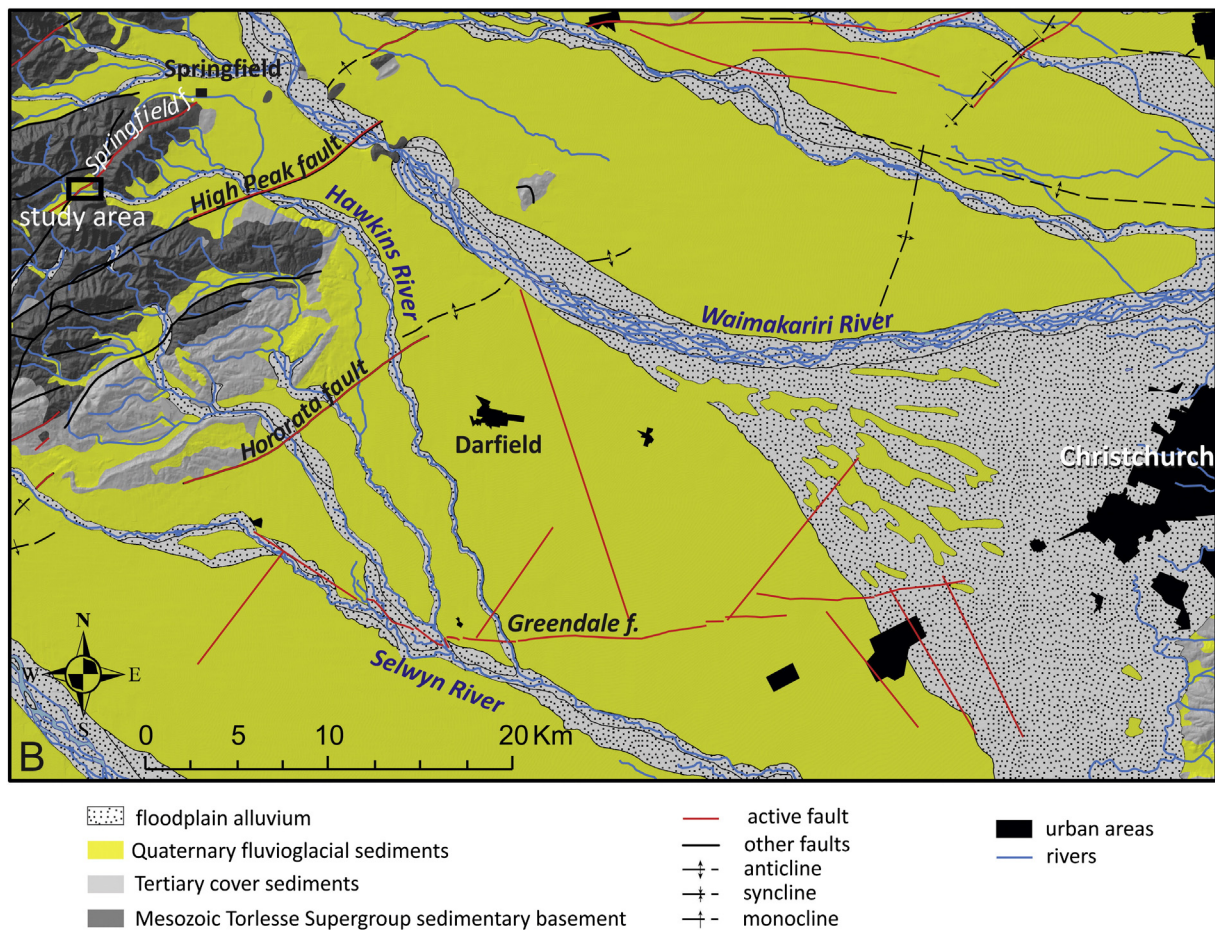 Springfield
Springfield f.
High Peak fault
study area
Hawkins River
Waimakariri River
Hororata fault
Darfield
Christchurch
Greendale f.
Selwyn River
N
W E
S
0 5 10 20 Km
B
floodplain alluvium
Quaternary fluvioglacial sediments
Tertiary cover sediments
Mesozoic Torlesse Supergroup sedimentary basement
active fault
other faults
anticline
syncline
monocline
urban areas
rivers